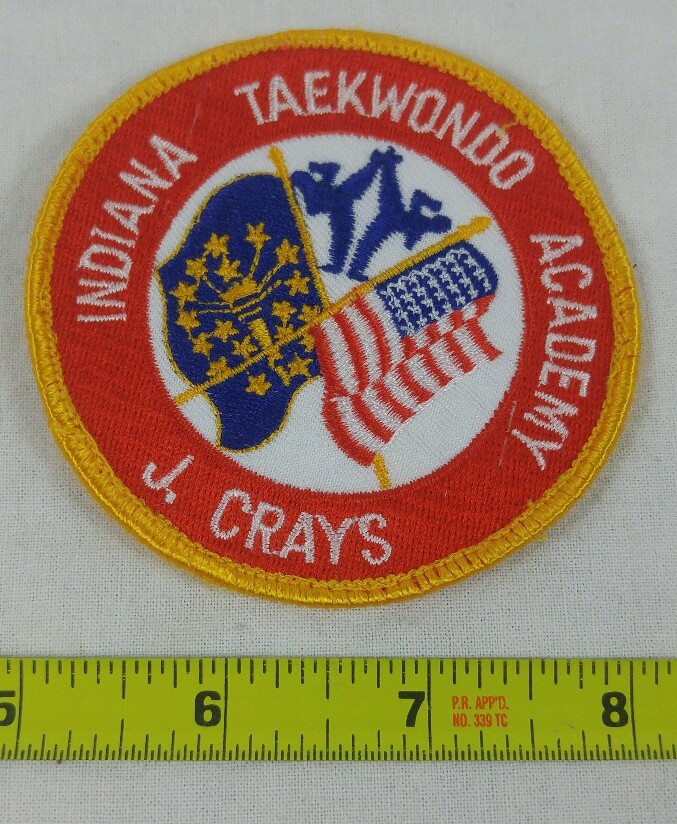 INDIANA TAEKWONDO ACADEMY
J. CRAYS
5 6 7 8
P.R. APP'D.
NO. 339 TC